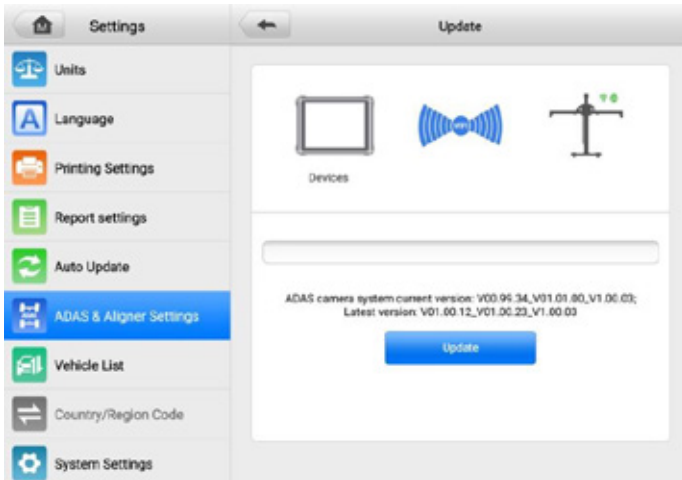 Settings
Update
Units
Language
Printing Settings
Report settings
Auto Update
ADAS & Aligner Settings
Vehicle List
Country/Region Code
System Settings
Devices
WiFi
ADAS camera system current version: V00.99.34_V01.01.00_V1.00.03;
Latest version: V01.00.12_V01.00.23_V1.00.03
Update